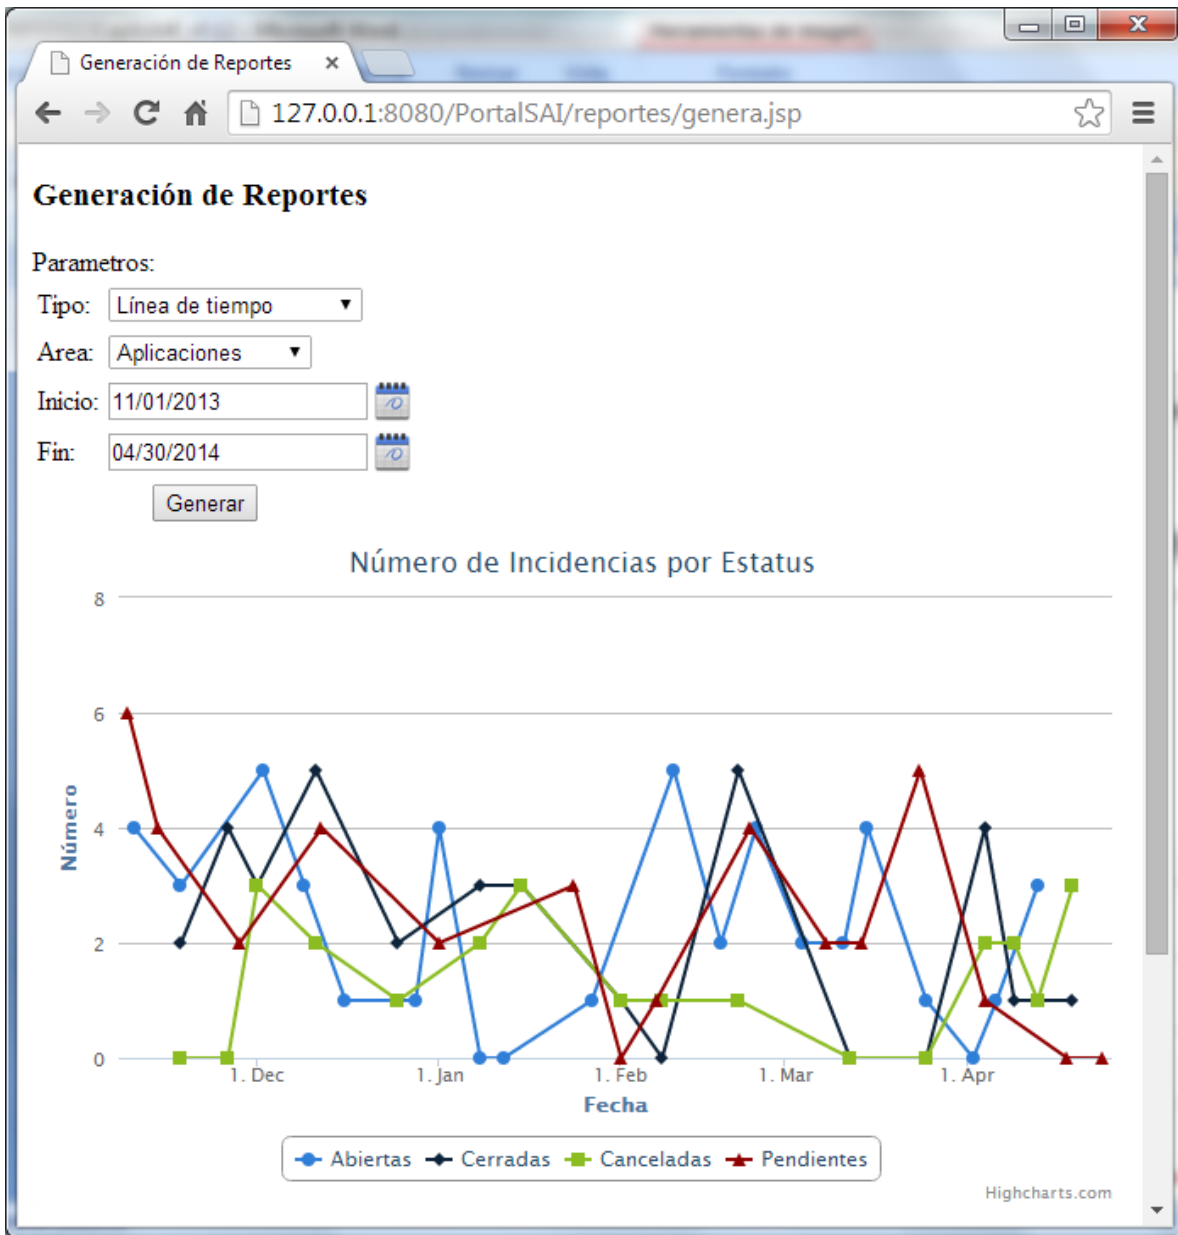 Generación de Reportes
127.0.0.1:8080/PortalSAI/reportes/genera.jsp
Generación de Reportes
Parametros:
Tipo: Línea de tiempo
Area: Aplicaciones
Inicio: 11/01/2013
Fin: 04/30/2014
Generar
Número de Incidencias por Estatus
8
6
4
2
0
Número
1. Dec 1. Jan 1. Feb 1. Mar 1. Apr
Fecha
Abiertas Cerradas Canceladas Pendientes
Highcharts.com